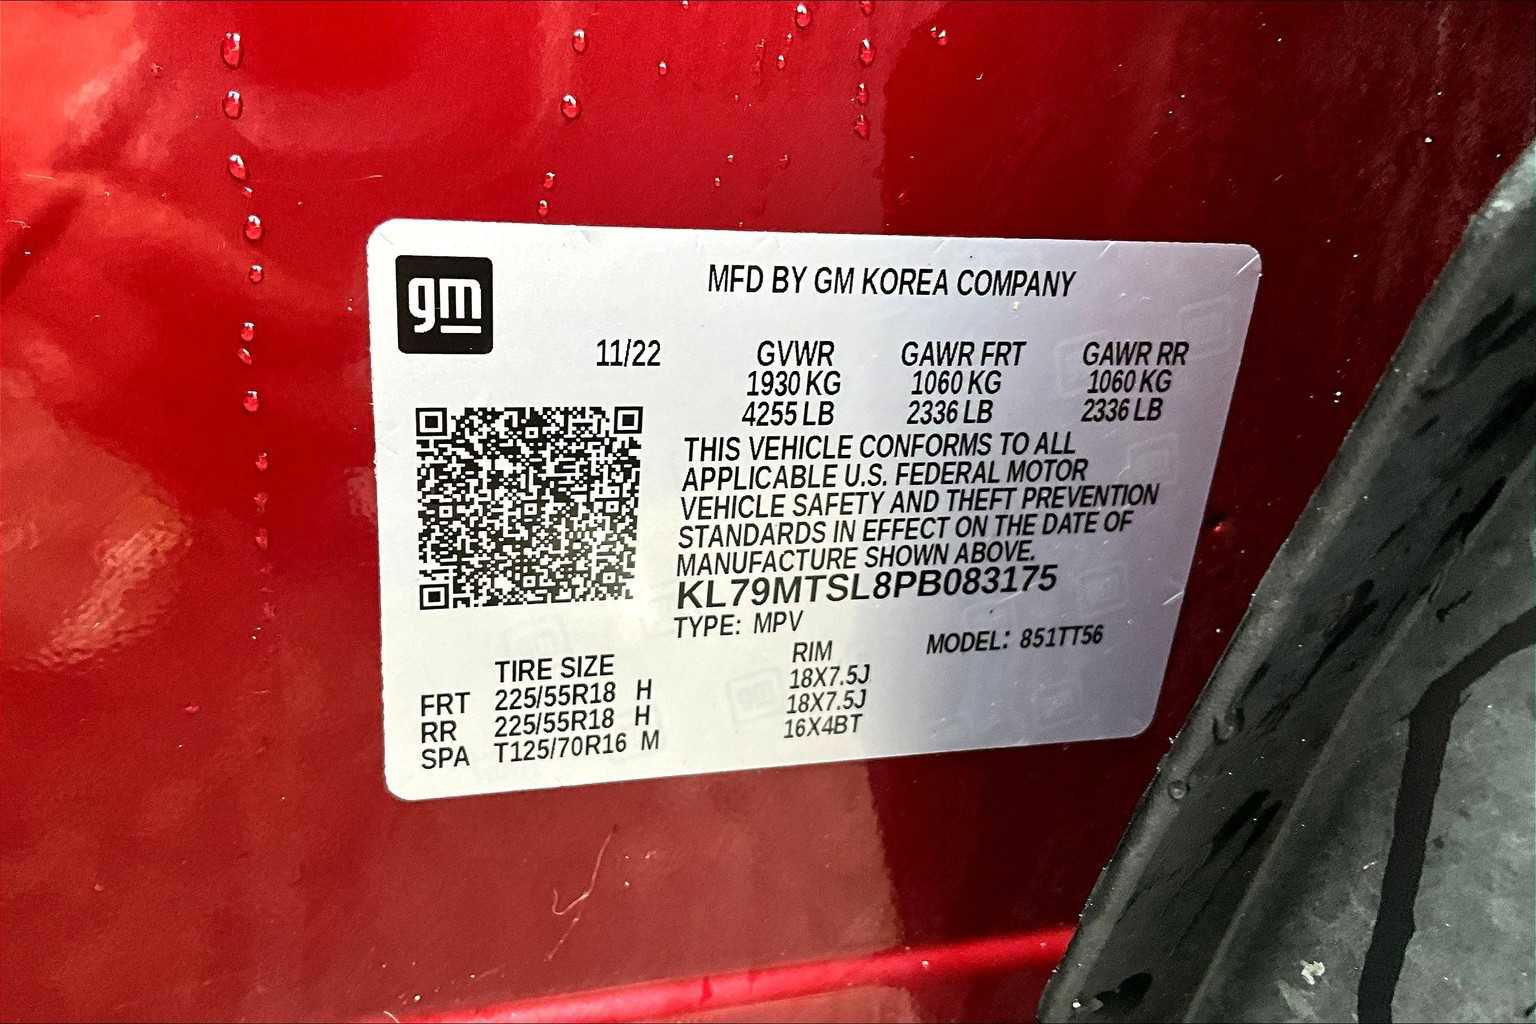 gm
MFD BY GM KOREA COMPANY
11/22 GVWR GAWR FRT GAWR RR
1930 KG 1060 KG 1060 KG
4255 LB 2336 LB 2336 LB
THIS VEHICLE CONFORMS TO ALL
APPLICABLE U.S. FEDERAL MOTOR
VEHICLE SAFETY AND THEFT PREVENTION
STANDARDS IN EFFECT ON THE DATE OF
MANUFACTURE SHOWN ABOVE.
KL79MTSL8PB083175
TYPE: MPV MODEL: 851TT56
TIRE SIZE RIM
FRT 225/55R18 H 18X7.5J
RR 225/55R18 H 18X7.5J
SPA T125/70R16 M 16X4BT